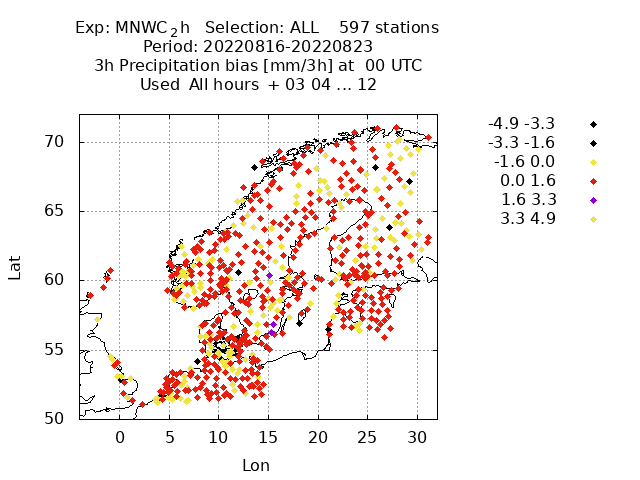 Exp: MNWC_2h   Selection: ALL    597 stations
Period: 20220816-20220823
3h Precipitation bias [mm/3h] at  00 UTC
Used  All hours  + 03 04 ... 12
-4.9 -3.3
-3.3 -1.6
-1.6 0.0
0.0 1.6
1.6 3.3
3.3 4.9
70
65
60
55
50
Lat
0 5 10 15 20 25 30
Lon